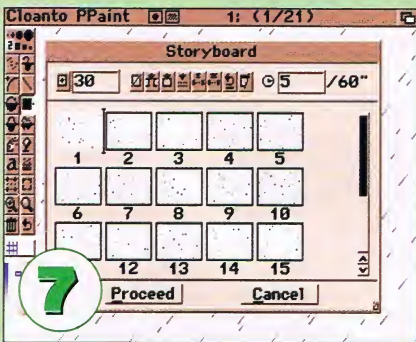 Cloanto PPaint 1: (1/21)
Storyboard
30 5 /60"
1 2 3 4 5
6 7 8 9 10
12 13 14 15
7
Proceed Cancel
a